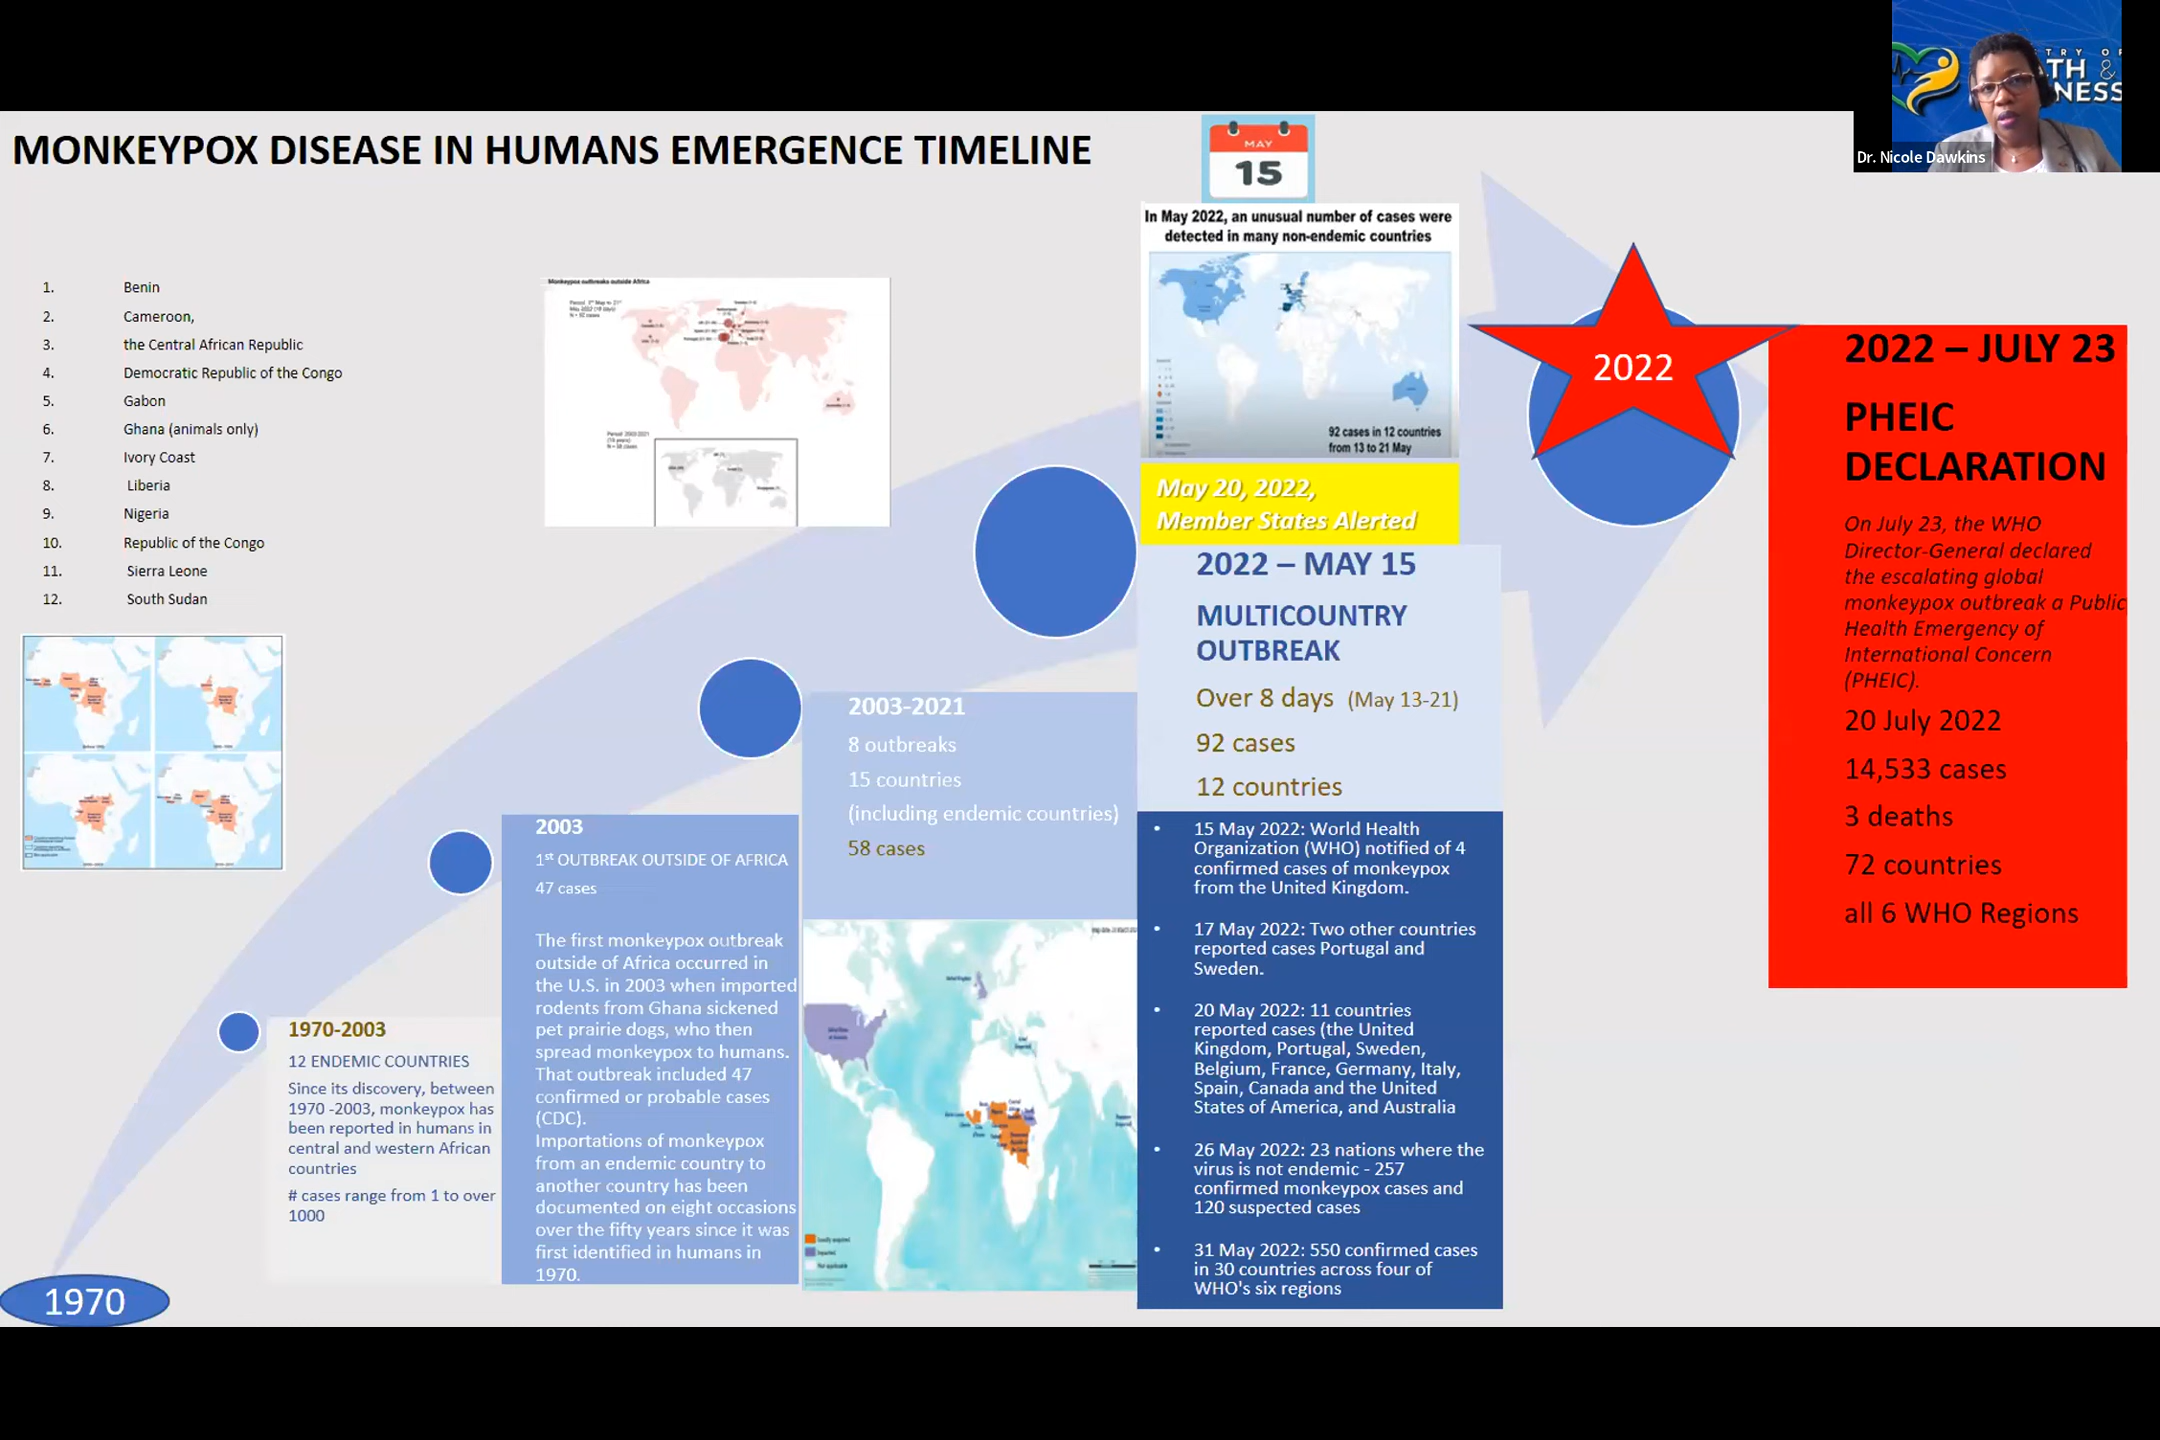 TRY OF
TH &
NESS
Dr. Nicole Dawkins
MONKEYPOX DISEASE IN HUMANS EMERGENCE TIMELINE
1. Benin
2. Cameroon,
3. the Central African Republic
4. Democratic Republic of the Congo
5. Gabon
6. Ghana (animals only)
7. Ivory Coast
8. Liberia
9. Nigeria
10. Republic of the Congo
11. Sierra Leone
12. South Sudan
1970
1970-2003
12 ENDEMIC COUNTRIES
Since its discovery, between
1970 -2003, monkeypox has
been reported in humans in
central and western African
countries
# cases range from 1 to over
1000
2003
1st OUTBREAK OUTSIDE OF AFRICA
47 cases
The first monkeypox outbreak
outside of Africa occurred in
the U.S. in 2003 when imported
rodents from Ghana sickened
pet prairie dogs, who then
spread monkeypox to humans.
That outbreak included 47
confirmed or probable cases
(CDC).
Importations of monkeypox
from an endemic country to
another country has been
documented on eight occasions
over the fifty years since it was
first identified in humans in
1970.
Monkeypox outbreaks outside Africa
2003-2021
8 outbreaks
15 countries
(including endemic countries)
58 cases
MAY
15
In May 2022, an unusual number of cases were
detected in many non-endemic countries
92 cases in 12 countries
from 13 to 21 May
May 20, 2022,
Member States Alerted
2022 – MAY 15
MULTICOUNTRY
OUTBREAK
Over 8 days (May 13-21)
92 cases
12 countries
• 15 May 2022: World Health
Organization (WHO) notified of 4
confirmed cases of monkeypox
from the United Kingdom.
• 17 May 2022: Two other countries
reported cases Portugal and
Sweden.
• 20 May 2022: 11 countries
reported cases (the United
Kingdom, Portugal, Sweden,
Belgium, France, Germany, Italy,
Spain, Canada and the United
States of America, and Australia
• 26 May 2022: 23 nations where the
virus is not endemic - 257
confirmed monkeypox cases and
120 suspected cases
• 31 May 2022: 550 confirmed cases
in 30 countries across four of
WHO's six regions
2022
2022 – JULY 23
PHEIC
DECLARATION
On July 23, the WHO
Director-General declared
the escalating global
monkeypox outbreak a Public
Health Emergency of
International Concern
(PHEIC).
20 July 2022
14,533 cases
3 deaths
72 countries
all 6 WHO Regions